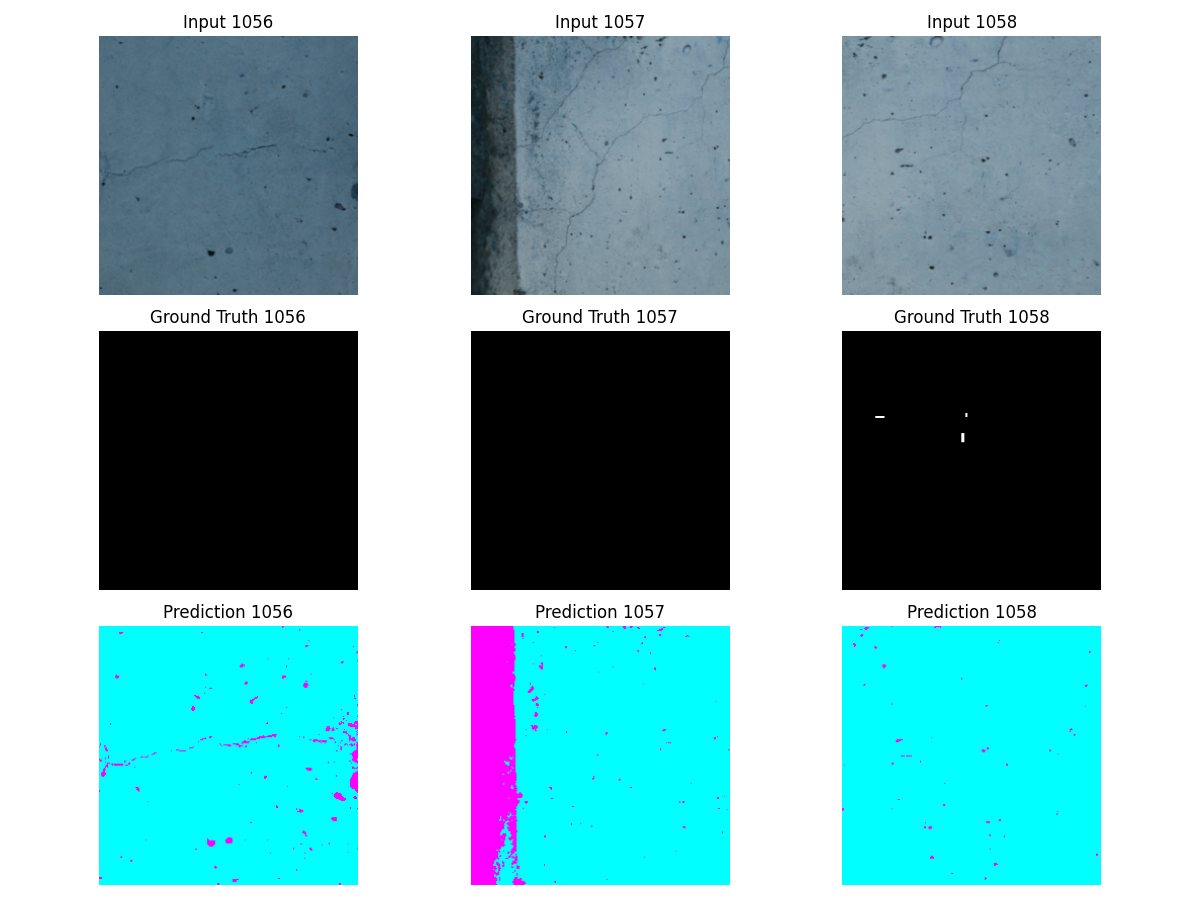 Input 1056
Input 1057
Input 1058
Ground Truth 1056
Ground Truth 1057
Ground Truth 1058
Prediction 1056
Prediction 1057
Prediction 1058